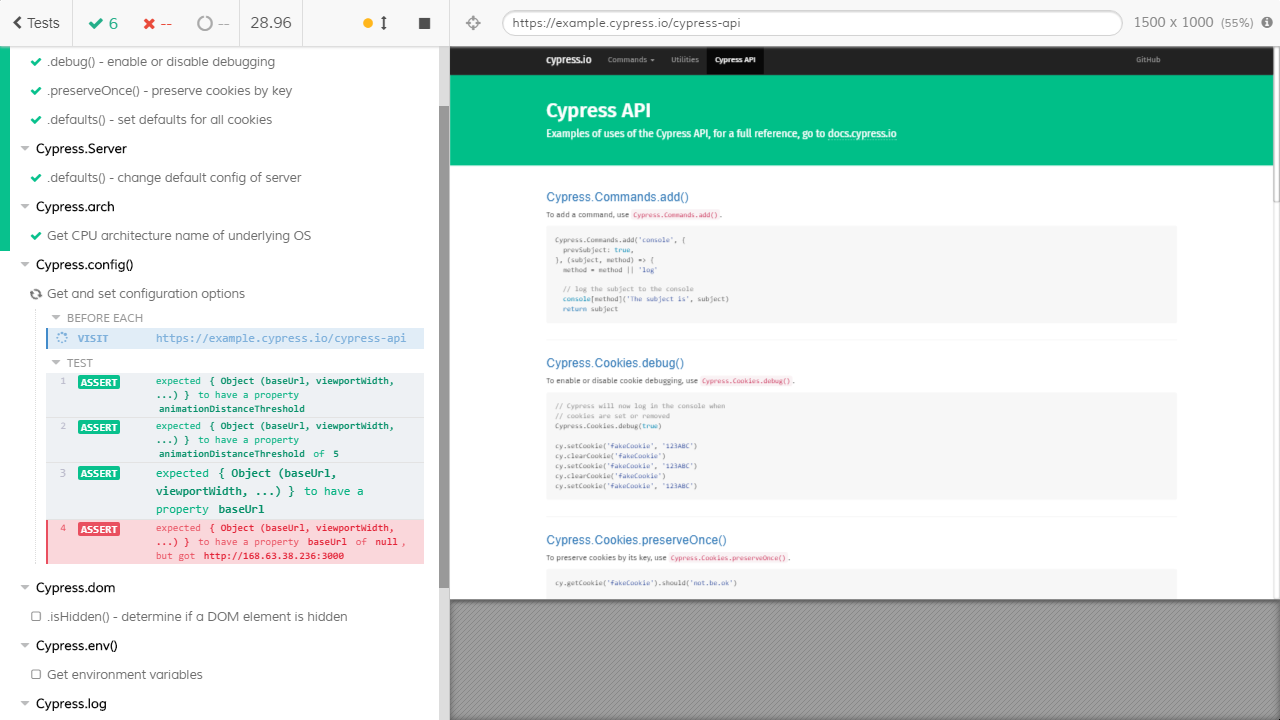 Tests 6 -- -- 28.96
https://example.cypress.io/cypress-api 1500 x 1000 (55%)
.debug() - enable or disable debugging
.preserveOnce() - preserve cookies by key
.defaults() - set defaults for all cookies
Cypress.Server
.defaults() - change default config of server
Cypress.arch
Get CPU architecture name of underlying OS
Cypress.config()
Get and set configuration options
BEFORE EACH
VISIT https://example.cypress.io/cypress-api
TEST
1 ASSERT expected { Object (baseUrl, viewportWidth,
...) } to have a property
animationDistanceThreshold
2 ASSERT expected { Object (baseUrl, viewportWidth,
...) } to have a property
animationDistanceThreshold of 5
3 ASSERT expected { Object (baseUrl,
viewportWidth, ...) } to have a
property baseUrl
4 ASSERT expected { Object (baseUrl, viewportWidth,
...) } to have a property baseUrl of null,
but got http://168.63.38.236:3000
Cypress.dom
.isHidden() - determine if a DOM element is hidden
Cypress.env()
Get environment variables
Cypress.log
cypress.io Commands Utilities Cypress API GitHub
Cypress API
Examples of uses of the Cypress API, for a full reference, go to docs.cypress.io
Cypress.Commands.add()
To add a command, use Cypress.Commands.add().
Cypress.Commands.add('console', {
prevSubject: true,
}, (subject, method) => {
method = method || 'log'
// log the subject to the console
console[method]('The subject is', subject)
return subject
Cypress.Cookies.debug()
To enable or disable cookie debugging, use Cypress.Cookies.debug().
// Cypress will now log in the console when
// cookies are set or removed
Cypress.Cookies.debug(true)
cy.setCookie('fakeCookie', '123ABC')
cy.clearCookie('fakeCookie')
cy.setCookie('fakeCookie', '123ABC')
cy.clearCookie('fakeCookie')
cy.setCookie('fakeCookie', '123ABC')
Cypress.Cookies.preserveOnce()
To preserve cookies by its key, use Cypress.Cookies.preserveOnce().
cy.getCookie('fakeCookie').should('not.be.ok')